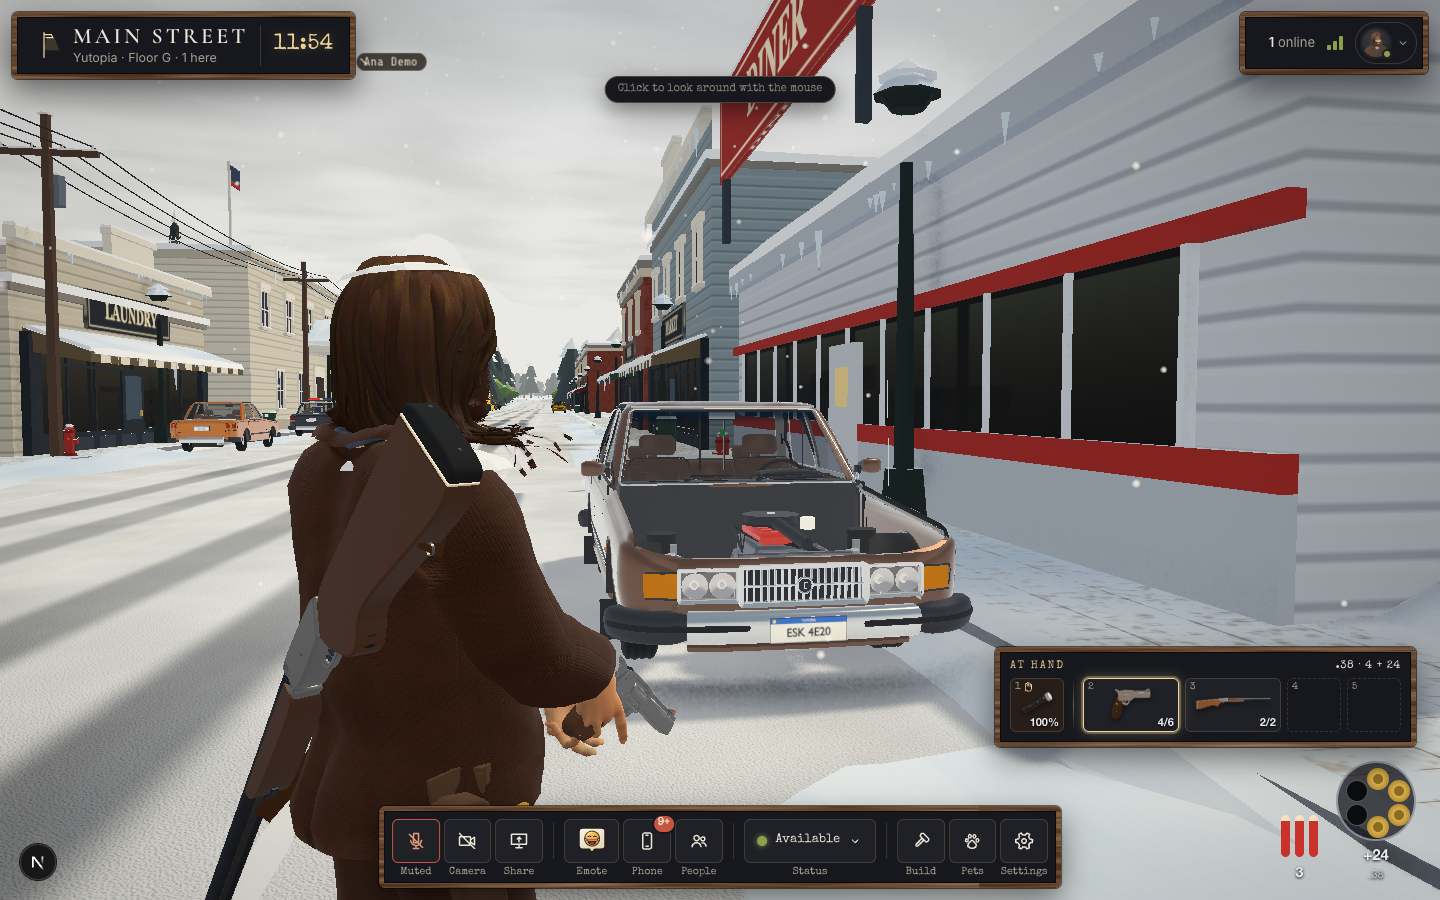 MAIN STREET
Yutopia · Floor G · 1 here
11:54
Ana Demo
Click to look around with the mouse
1 online
DINER
LAUNDRY
ESK 4E20
AT HAND
.38 · 4 + 24
1
100%
2
4/6
3
2/2
4
5
3
+24
.38
N
9+
Muted
Camera
Share
Emote
Phone
People
Available
Status
Build
Pets
Settings